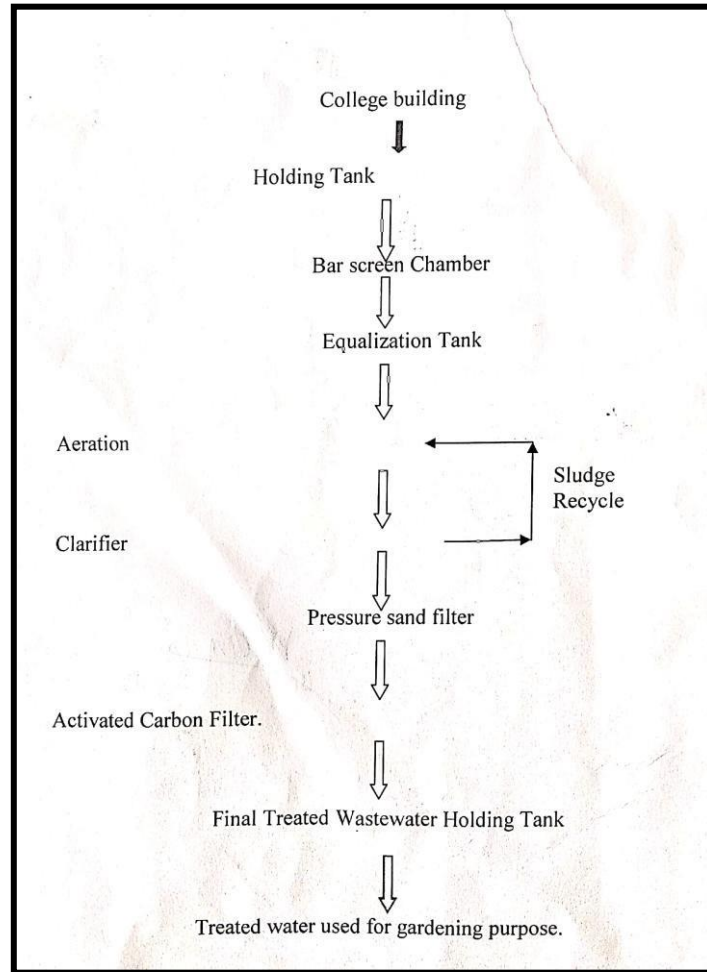 College building
Holding Tank
Bar screen Chamber
Equalization Tank
Aeration
Sludge
Recycle
Clarifier
Pressure sand filter
Activated Carbon Filter.
Final Treated Wastewater Holding Tank
Treated water used for gardening purpose.